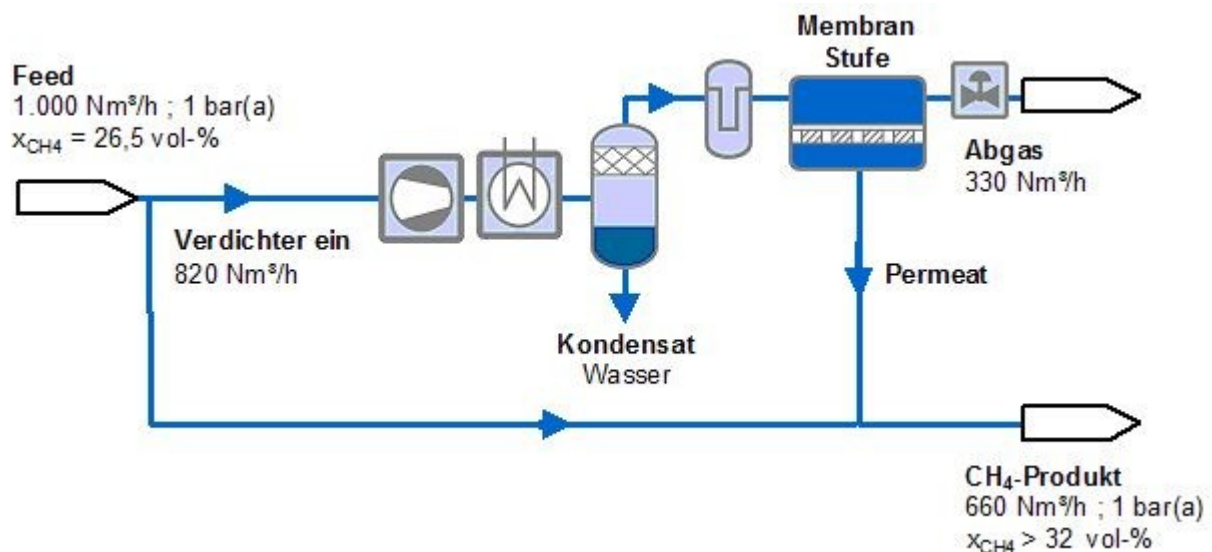 Membran
Stufe
Feed
1.000 Nm³/h ; 1 bar(a)
xCH4 = 26,5 vol-%
Abgas
330 Nm³/h
Verdichter ein
820 Nm³/h
Permeat
Kondensat
Wasser
CH4-Produkt
660 Nm³/h ; 1 bar(a)
xCH4 > 32 vol-%